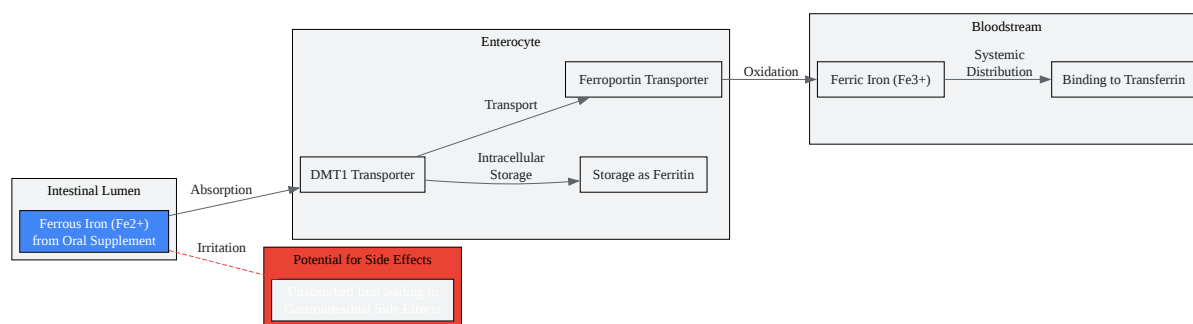 Intestinal Lumen
Ferrous Iron (Fe2+)
from Oral Supplement
Absorption
Irritation
Enterocyte
DMT1 Transporter
Transport
Ferroportin Transporter
Intracellular
Storage
Storage as Ferritin
Oxidation
Bloodstream
Ferric Iron (Fe3+)
Systemic
Distribution
Binding to Transferrin
Potential for Side Effects
Unabsorbed Iron leading to
Gastrointestinal Side Effects